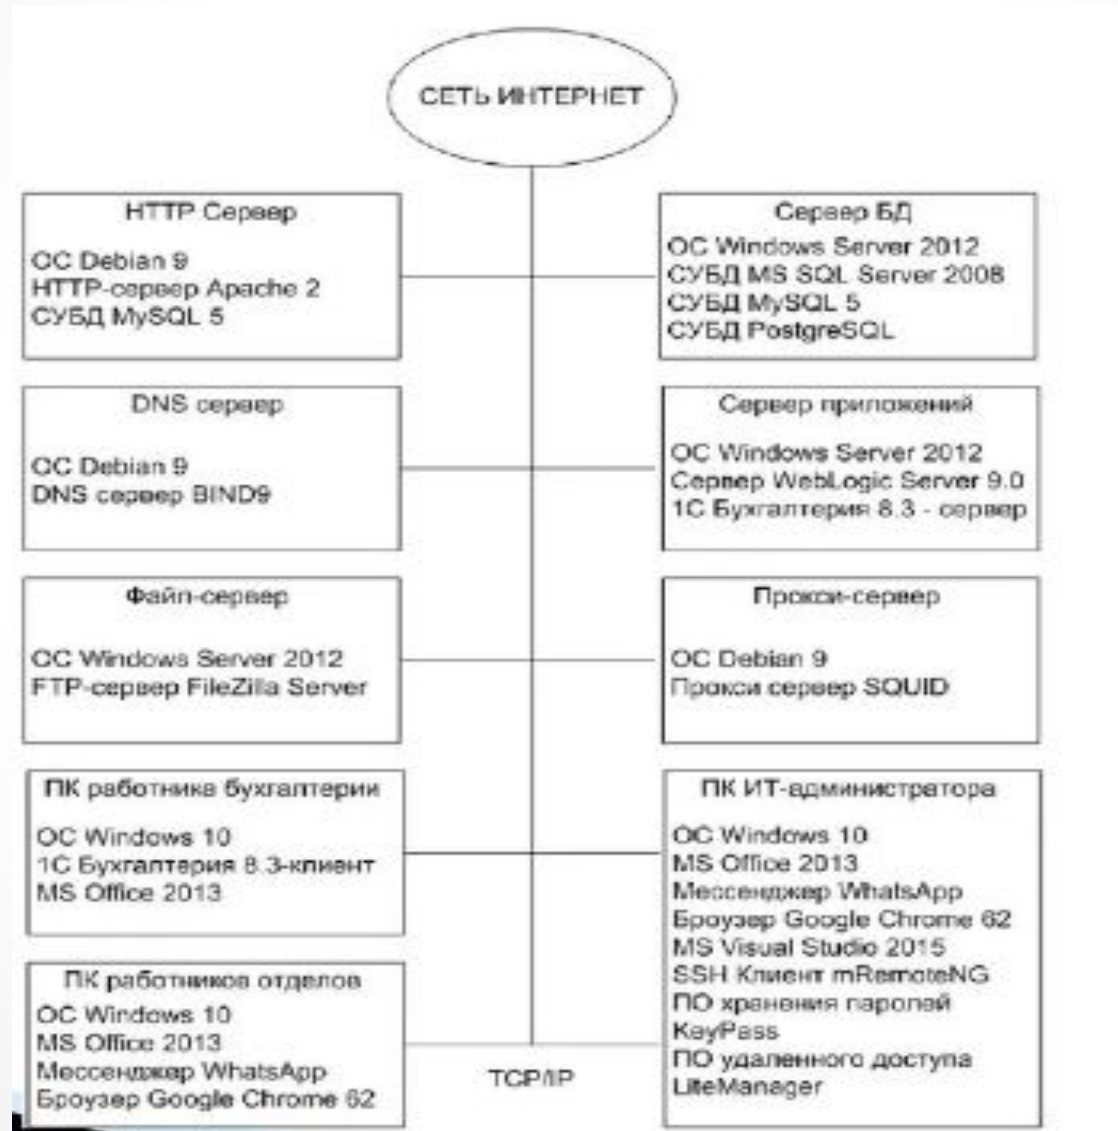 СЕТЬ ИНТЕРНЕТ
HTTP Сервер
ОС Debian 9
HTTP-сервер Apache 2
СУБД MySQL 5
Сервер БД
ОС Windows Server 2012
СУБД MS SQL Server 2008
СУБД MySQL 5
СУБД PostgreSQL
DNS сервер
ОС Debian 9
DNS сервер BIND9
Сервер приложений
ОС Windows Server 2012
Сервер WebLogic Server 9.0
1С Бухгалтерия 8.3 - сервер
Файл-сервер
ОС Windows Server 2012
FTP-сервер FileZilla Server
Прокси-сервер
ОС Debian 9
Прокси сервер SQUID
ПК работника бухгалтерии
ОС Windows 10
1С Бухгалтерия 8.3-клиент
MS Office 2013
ПК ИТ-администратора
ОС Windows 10
MS Office 2013
Мессенджер WhatsApp
Броузер Google Chrome 62
MS Visual Studio 2015
SSH Клиент mRemoteNG
ПО хранения паролей
KeyPass
ПО удаленного доступа
LiteManager
ПК работников отделов
ОС Windows 10
MS Office 2013
Мессенджер WhatsApp
Броузер Google Chrome 62
TCP/IP